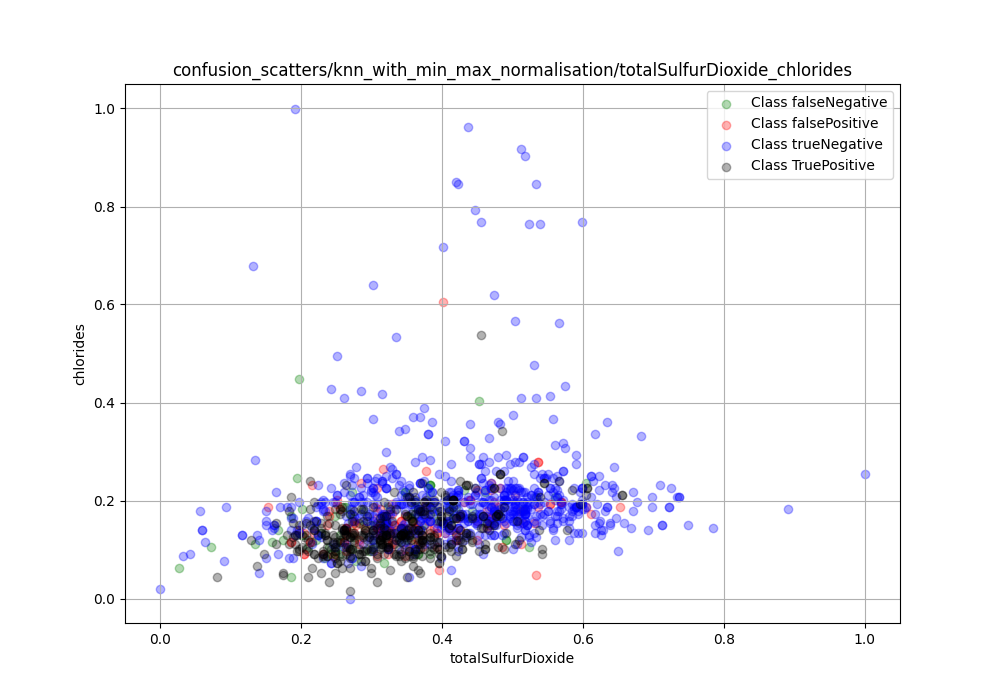 confusion_scatters/knn_with_min_max_normalisation/totalSulfurDioxide_chlorides
Class falseNegative
Class falsePositive
Class trueNegative
Class TruePositive
1.0
0.8
0.6
0.4
0.2
0.0
chlorides
0.0 0.2 0.4 0.6 0.8 1.0
totalSulfurDioxide